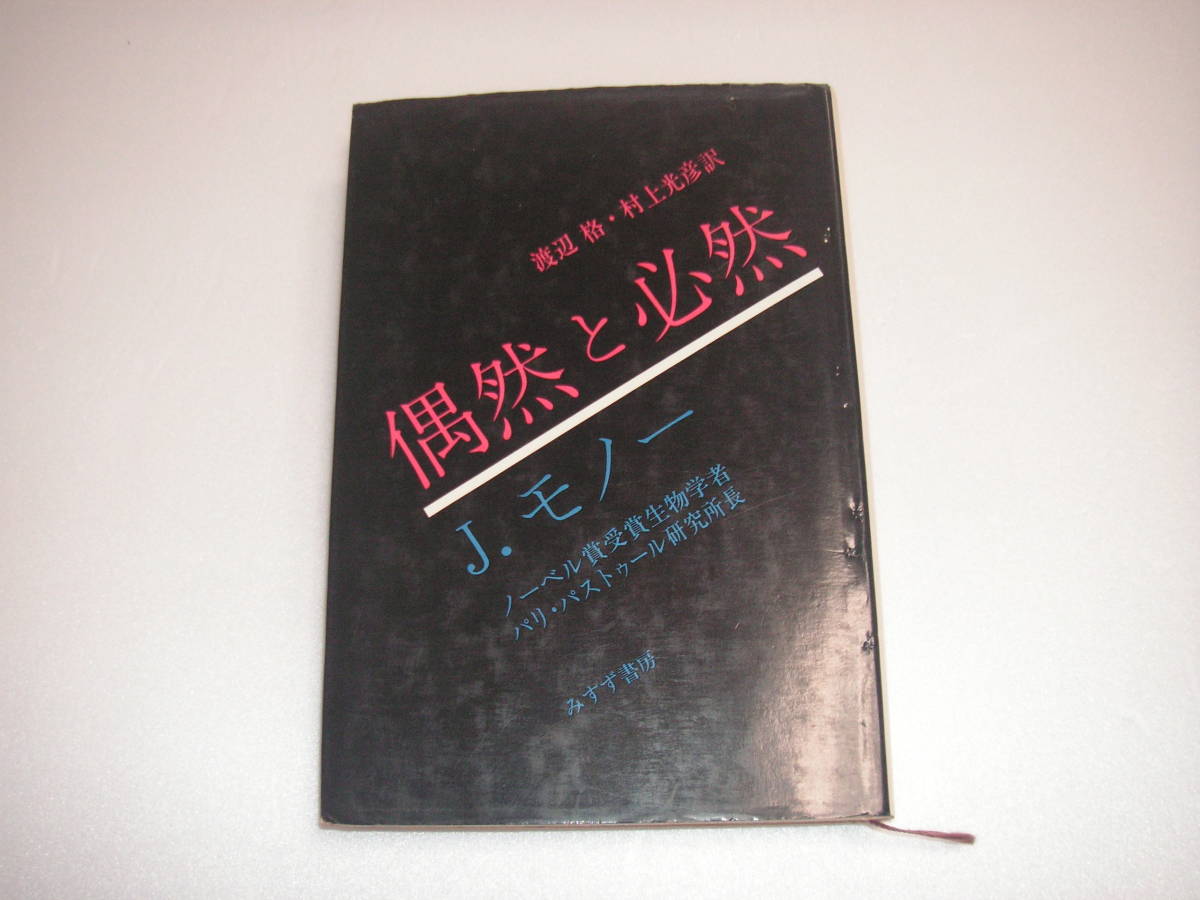 渡辺 格・村上光彦訳
偶然と必然
J. モノー
ノーベル賞受賞生物学者
パリ・パストゥール研究所長
みすず書房